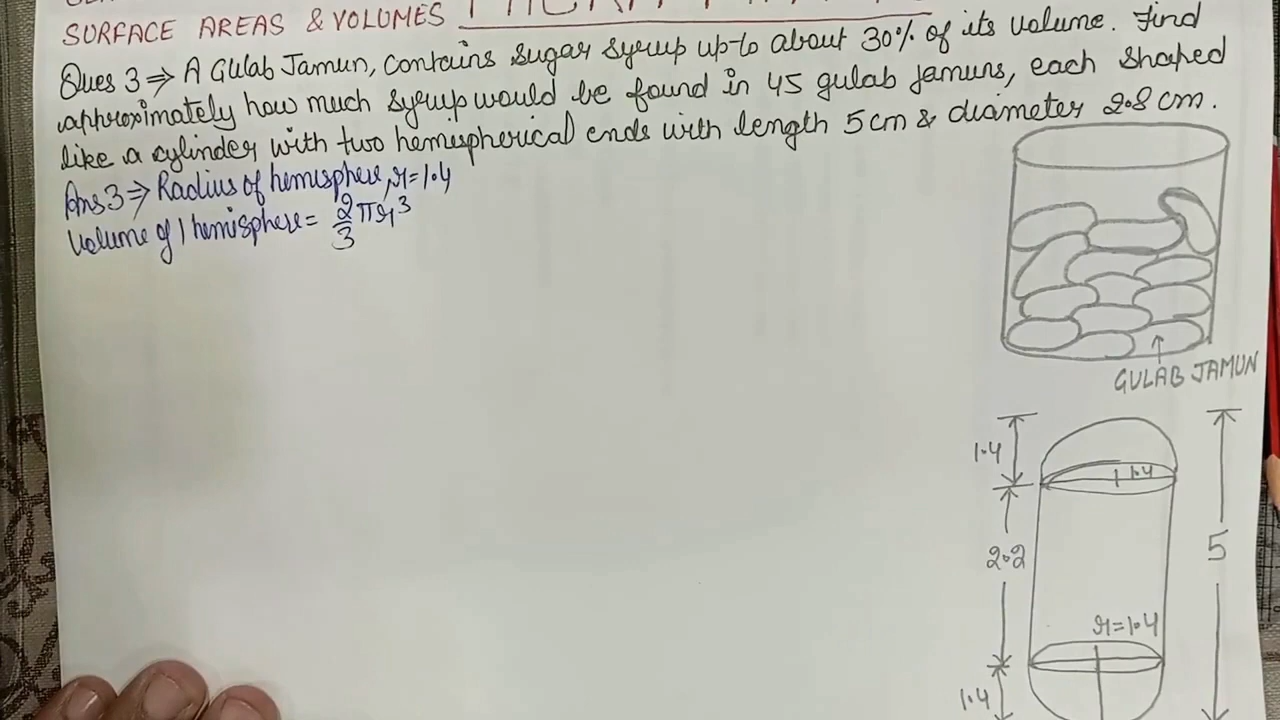 SURFACE AREAS & VOLUMES
Ques 3 ⇒ A Gulab Jamun, contains sugar syrup up-to about 30% of its volume. Find
approximately how much syrup would be found in 45 gulab jamuns, each shaped
like a cylinder with two hemispherical ends with length 5 cm & diameter 2.8 cm.
Ans 3 ⇒ Radius of hemisphere, r = 1.4
Volume of 1 hemisphere = 2/3 πr³
GULAB JAMUN
1.4
1.4
2.2
5
r = 1.4
1.4